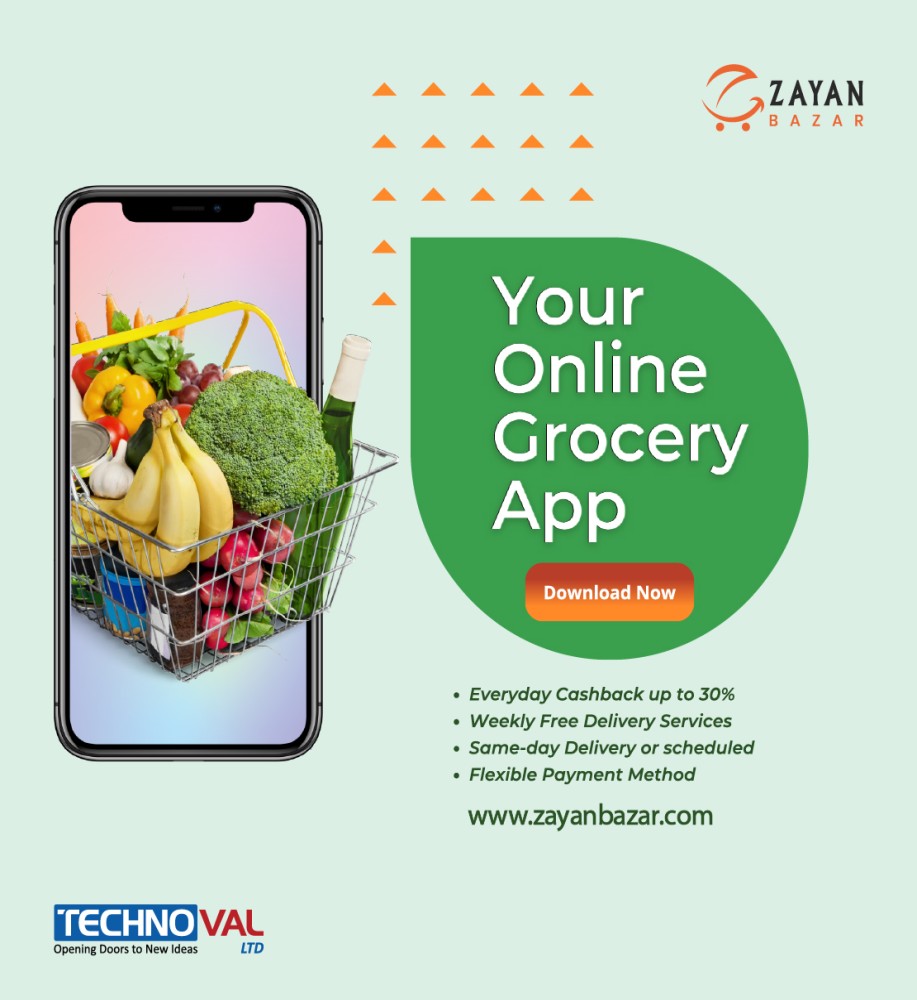 ZAYAN
BAZAR
Your
Online
Grocery
App
Download Now
• Everyday Cashback up to 30%
• Weekly Free Delivery Services
• Same-day Delivery or scheduled
• Flexible Payment Method
www.zayanbazar.com
TECHNOVAL
Opening Doors to New Ideas LTD